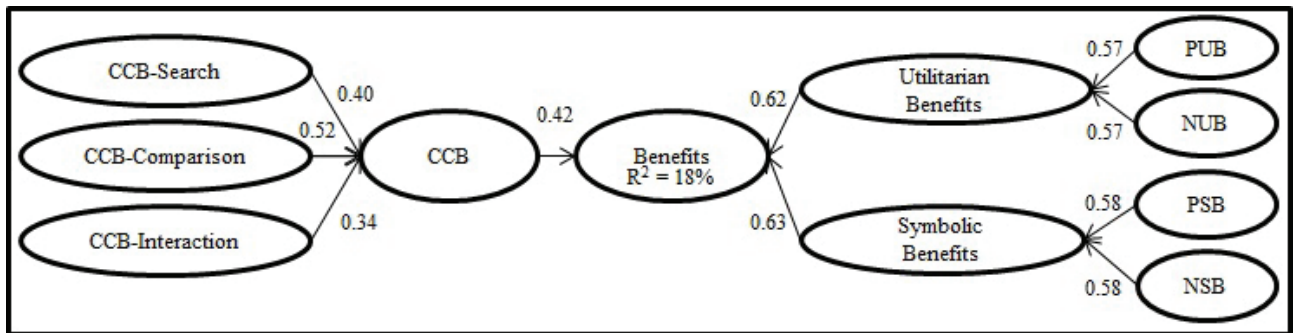 CCB-Search
CCB-Comparison
CCB-Interaction
0.40
0.52
0.34
CCB
0.42
Benefits
R² = 18%
0.62
0.63
Utilitarian
Benefits
Symbolic
Benefits
0.57
0.57
0.58
0.58
PUB
NUB
PSB
NSB